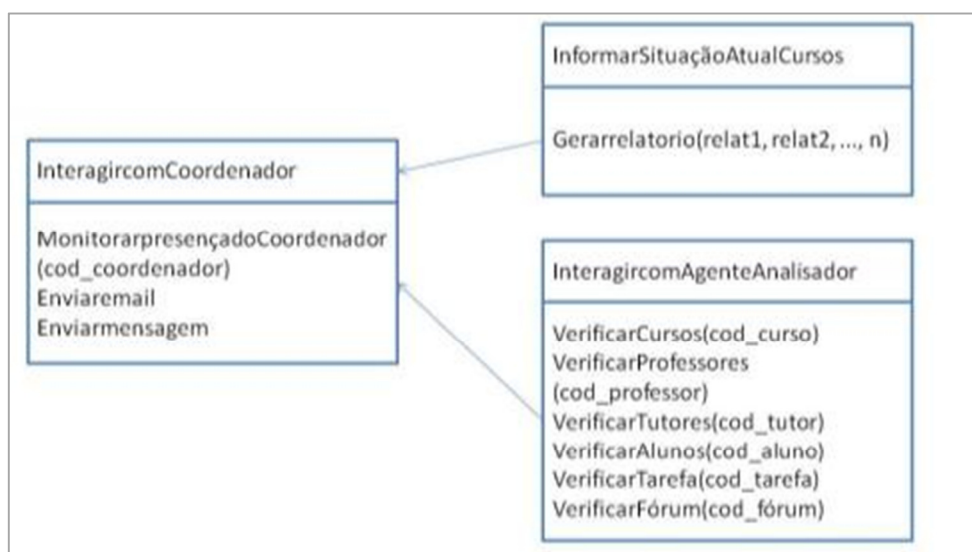 InteragircomCoordenador
MonitorarpresençadoCoordenador
(cod_coordenador)
Enviaremail
Enviarmensagem
InformarSituaçãoAtualCursos
Gerarrelatorio(relat1, relat2, ..., n)
InteragircomAgenteAnalisador
VerificarCursos(cod_curso)
VerificarProfessores
(cod_professor)
VerificarTutores(cod_tutor)
VerificarAlunos(cod_aluno)
VerificarTarefa(cod_tarefa)
VerificarFórum(cod_fórum)